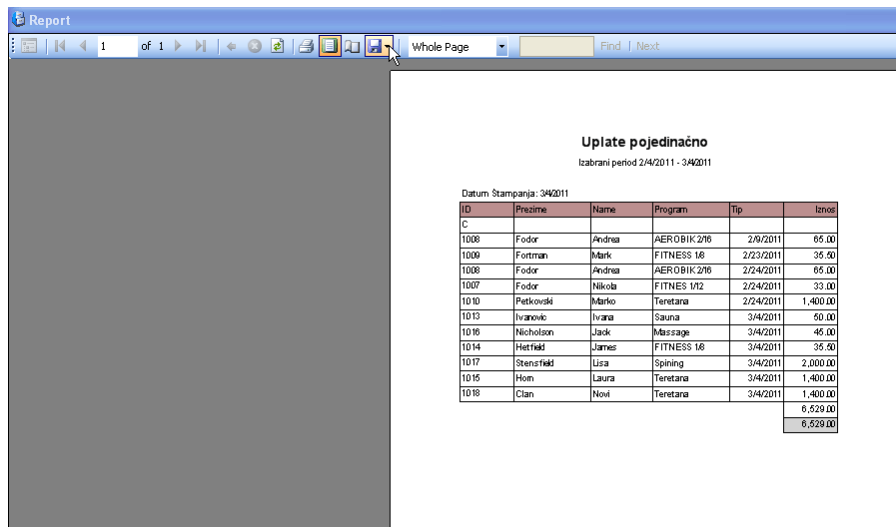 Report
1 of 1 Whole Page Find | Next
Uplate pojedinačno
Izabrani period 2/4/2011 - 3/4/2011
Datum Štampanja: 3/4/2011
ID Prezime Name Program Tip Iznos
C
1008 Fodor Andrea AEROBIK 2/16 2/9/2011 65.00
1009 Fortman Mark FITNESS 1/8 2/23/2011 35.50
1008 Fodor Andrea AEROBIK 2/16 2/24/2011 65.00
1007 Fodor Nikola FITNES 1/12 2/24/2011 33.00
1010 Petkovski Marko Teretana 2/24/2011 1,400.00
1013 Ivanovic Ivana Sauna 3/4/2011 50.00
1016 Nicholson Jack Massage 3/4/2011 45.00
1014 Hetfield James FITNESS 1/8 3/4/2011 35.50
1017 Stensfield Lisa Spining 3/4/2011 2,000.00
1015 Horn Laura Teretana 3/4/2011 1,400.00
1018 Clan Novi Teretana 3/4/2011 1,400.00
6,529.00
6,529.00